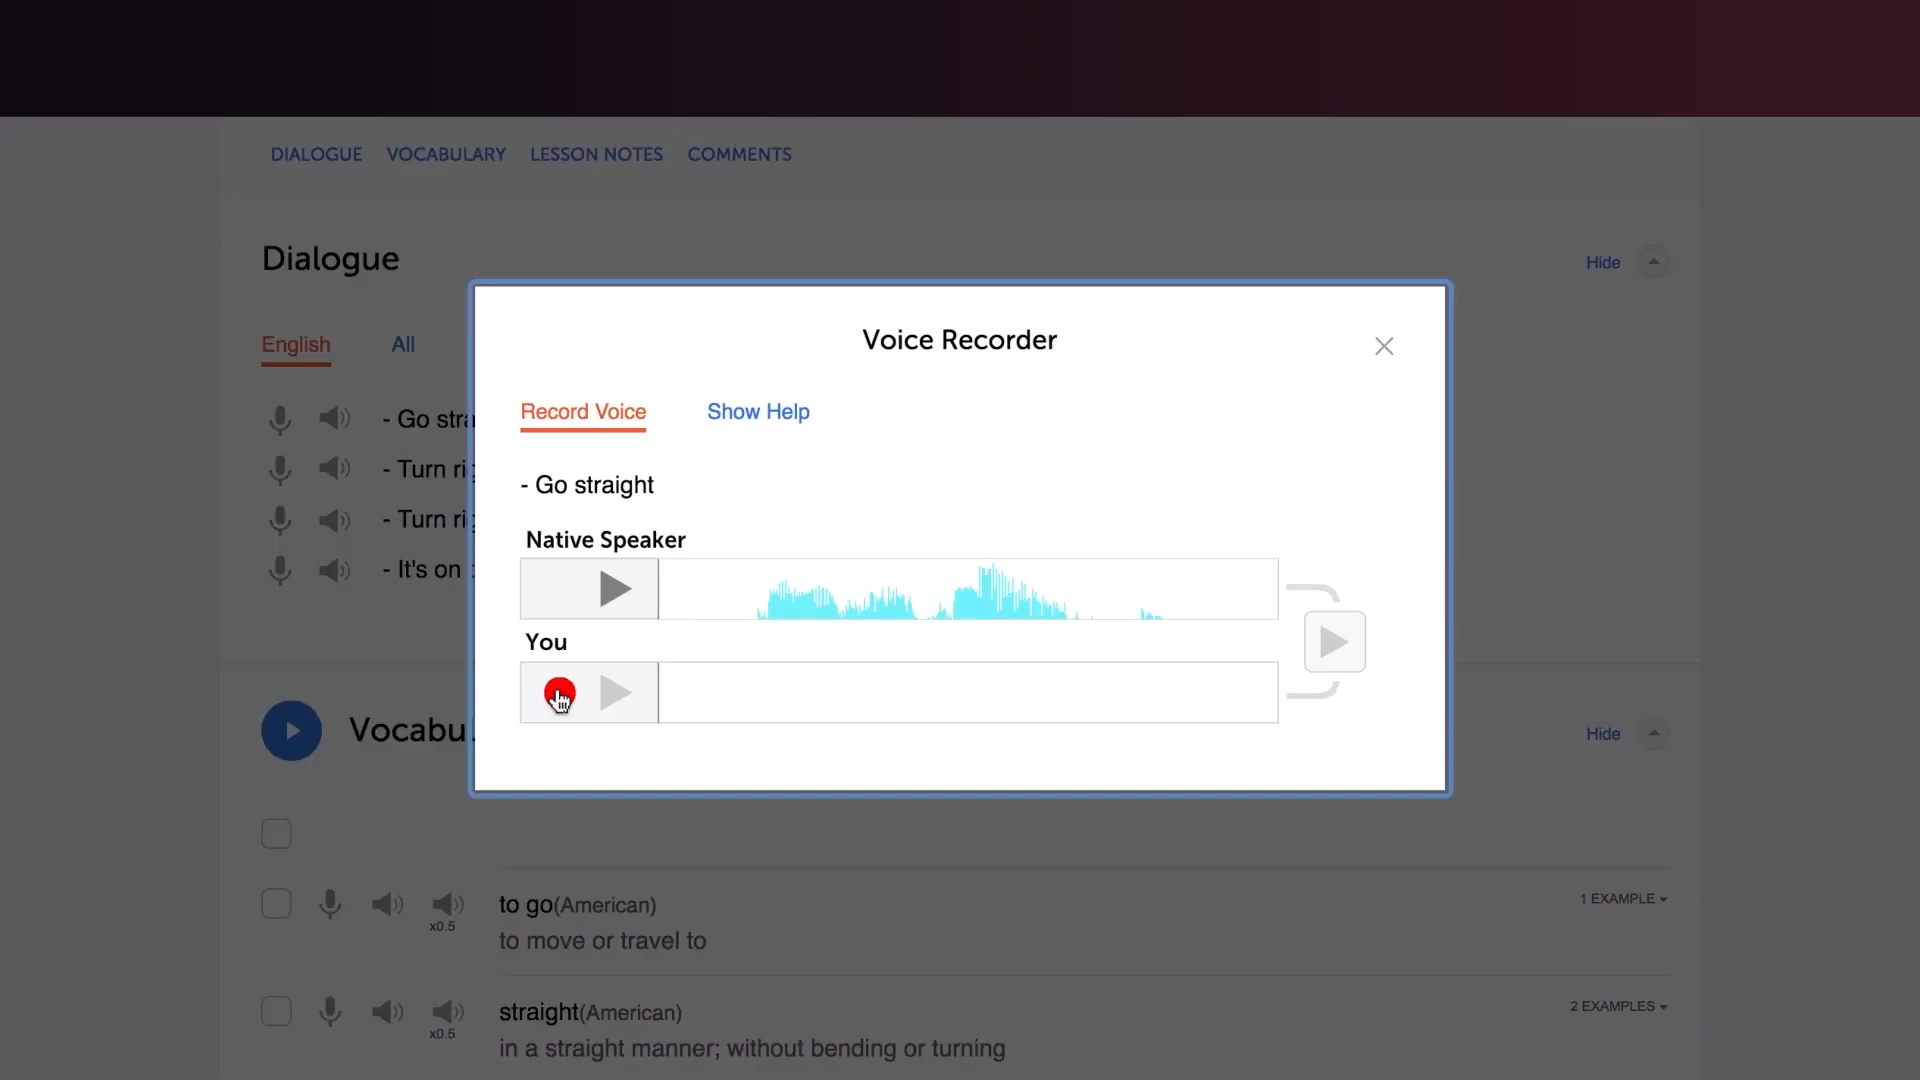 DIALOGUE VOCABULARY LESSON NOTES COMMENTS
Dialogue
Hide
English All
- Go stra
- Turn ri
- Turn ri
- It's on
Voice Recorder
Record Voice Show Help
- Go straight
Native Speaker
You
Vocabu
Hide
x0.5
to go(American)
1 EXAMPLE
to move or travel to
x0.5
straight(American)
2 EXAMPLES
in a straight manner; without bending or turning